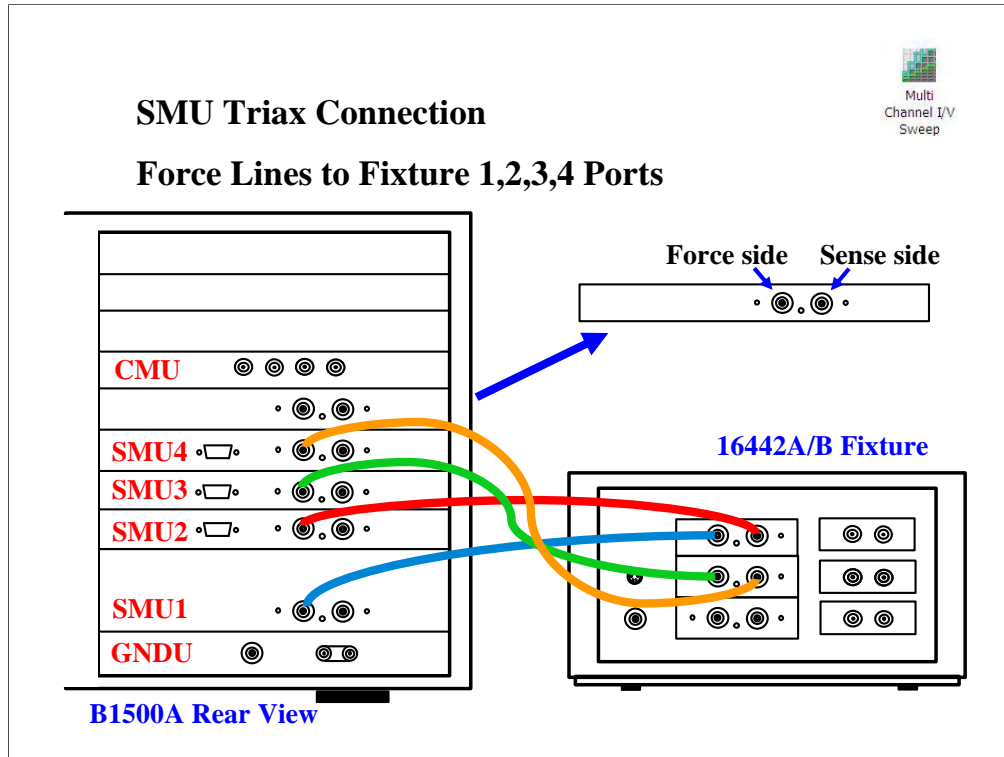 Multi
Channel I/V
Sweep
SMU Triax Connection
Force Lines to Fixture 1,2,3,4 Ports
Force side
Sense side
CMU
SMU4
16442A/B Fixture
SMU3
SMU2
SMU1
GNDU
B1500A Rear View